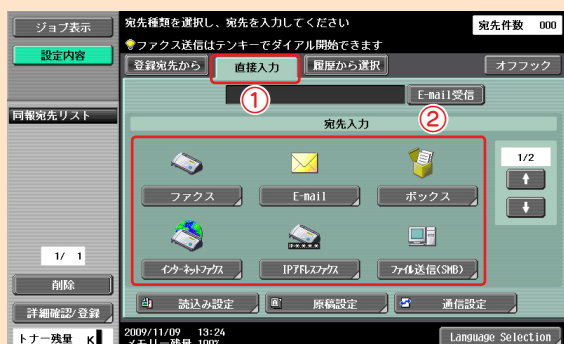 ジョブ表示
宛先種類を選択し、宛先を入力してください
宛先件数 000
設定内容
ファクス送信はテンキーでダイアル開始できます
登録宛先から
直接入力
履歴から選択
オフフック
①
E-mail受信
同報宛先リスト
宛先入力
②
1/2
ファクス
E-mail
ボックス
1/ 1
インターネットファクス
IPアドレスファクス
ファイル送信(SMB)
削除
読込み設定
原稿設定
通信設定
詳細確認/登録
トナー残量 K
2009/11/09 13:24
メモリー残量 100%
Language Selection